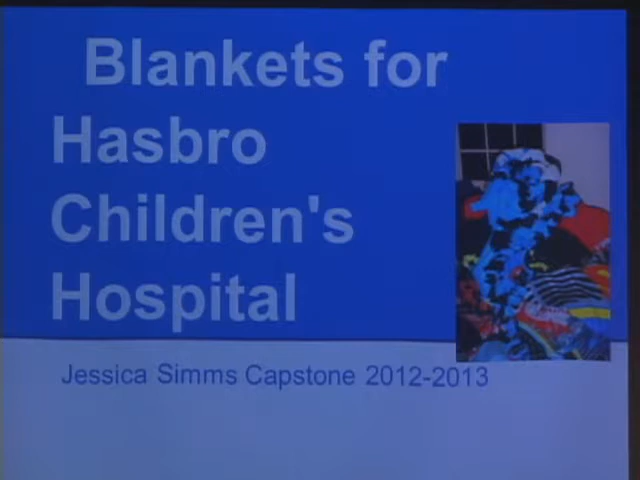 Blankets for
Hasbro
Children's
Hospital
Jessica Simms Capstone 2012-2013